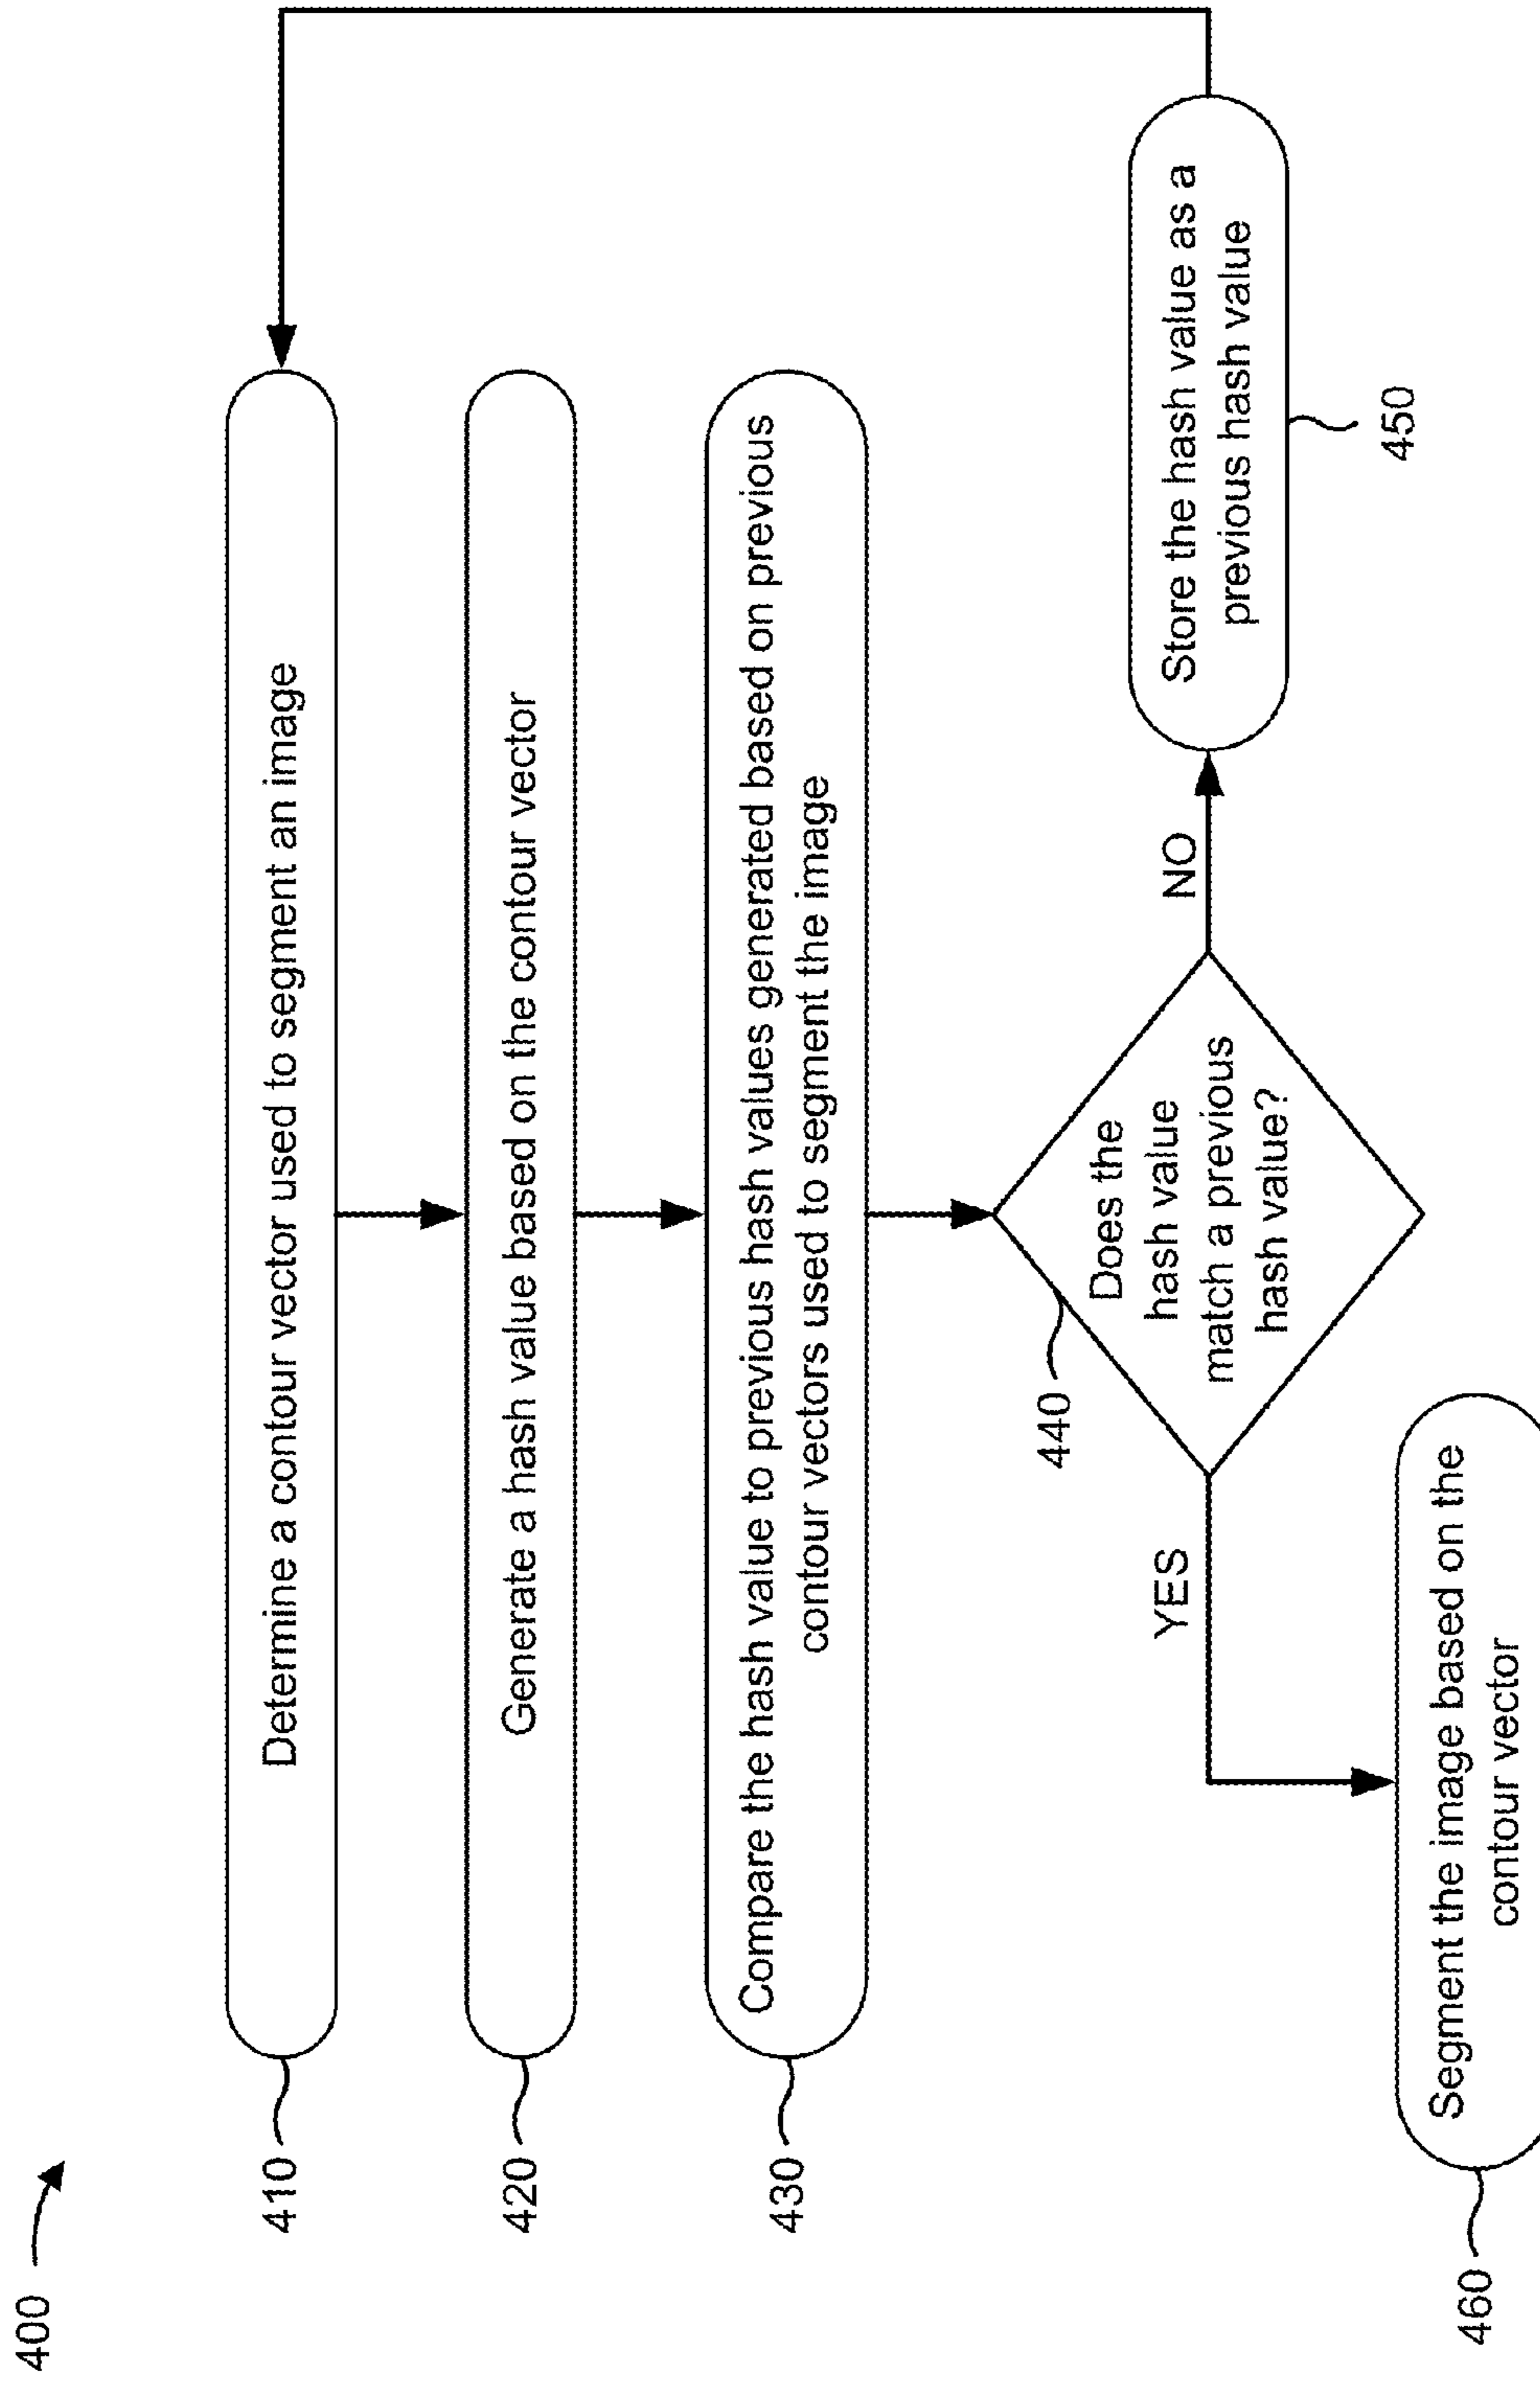 400
410
Determine a contour vector used to segment an image
420
Generate a hash value based on the contour vector
430
Compare the hash value to previous hash values generated based on previous
contour vectors used to segment the image
440
Does the
hash value
match a previous
hash value?
YES
NO
Store the hash value as a
previous hash value
450
460
Segment the image based on the
contour vector